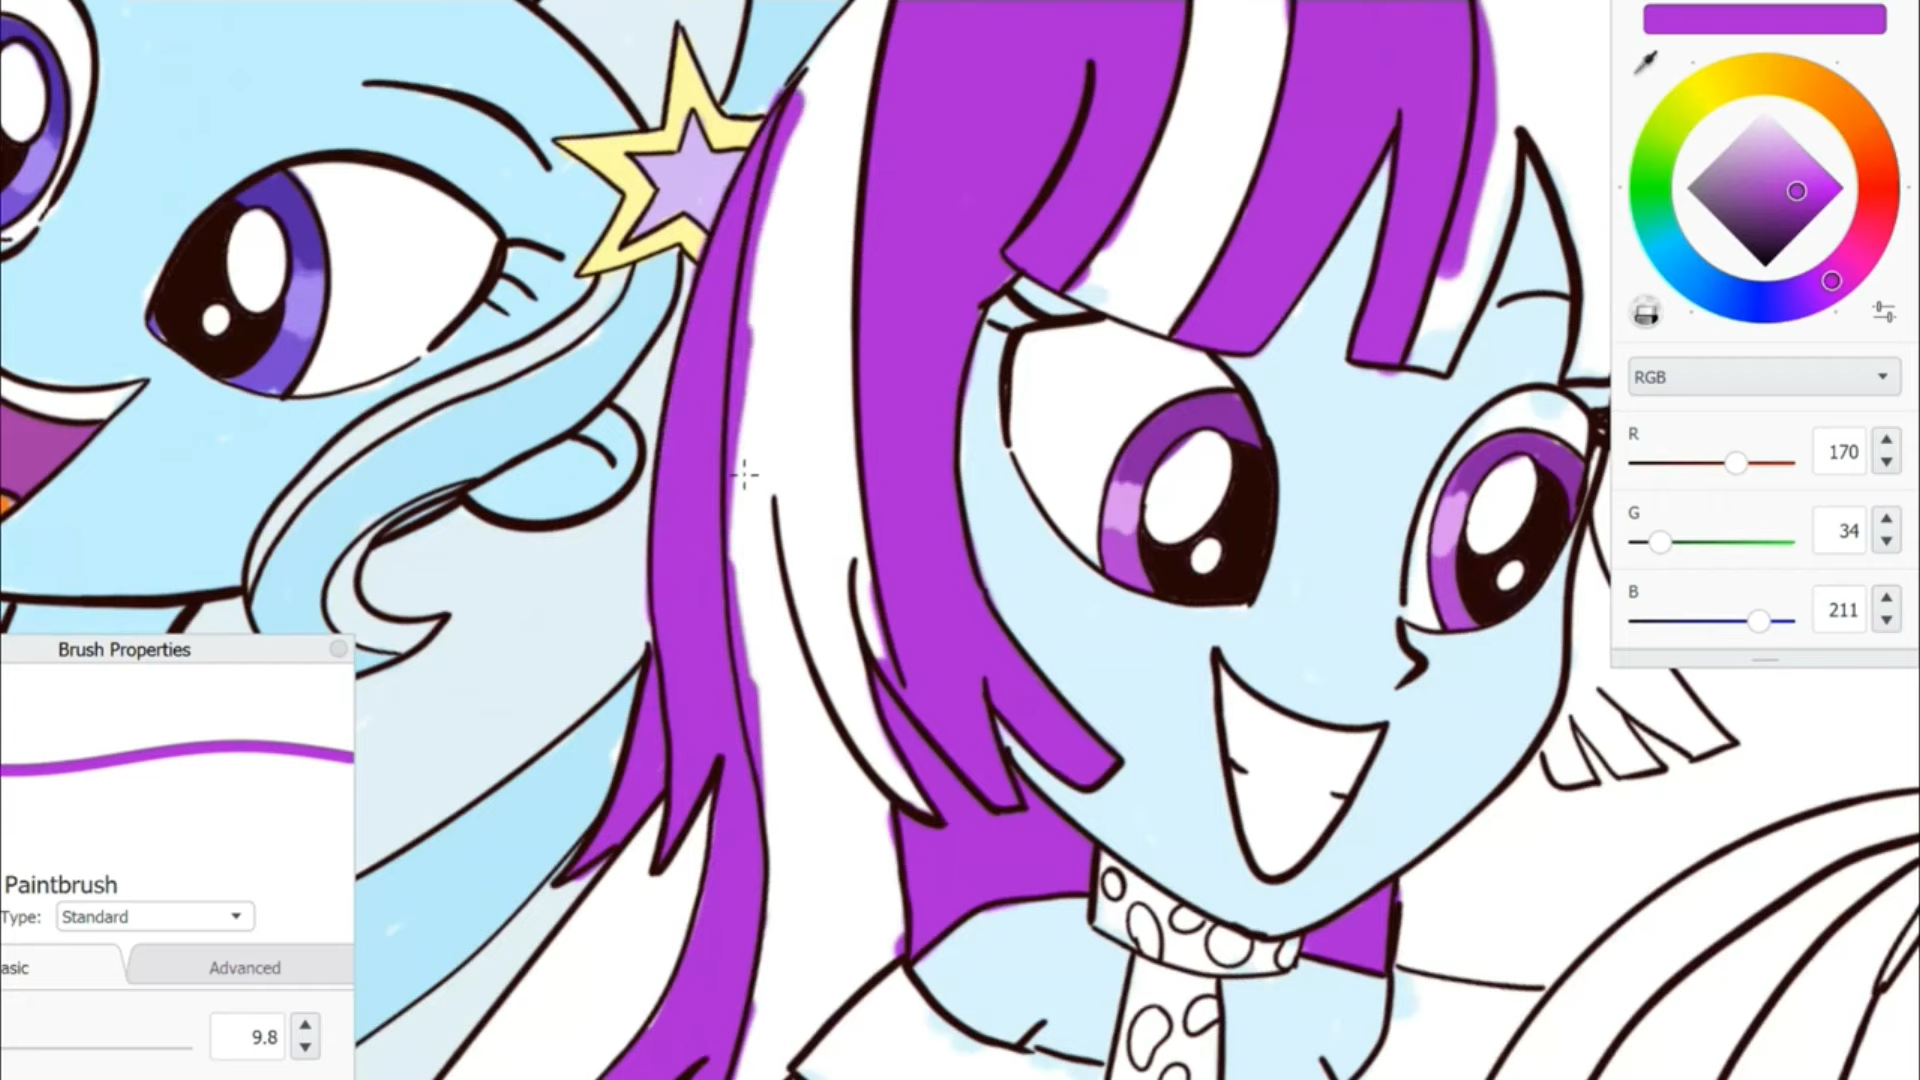 RGB
R
170
G
34
B
211
Brush Properties
Paintbrush
Type: Standard
asic Advanced
9.8